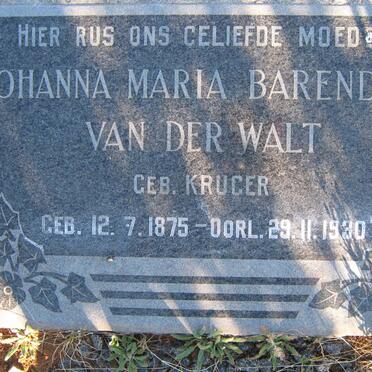 HIER RUS ONS GELIEFDE MOED
OHANNA MARIA BAREND
VAN DER WALT
GEB. KRUGER
GEB. 12.7.1875 – OORL. 29.11.1930